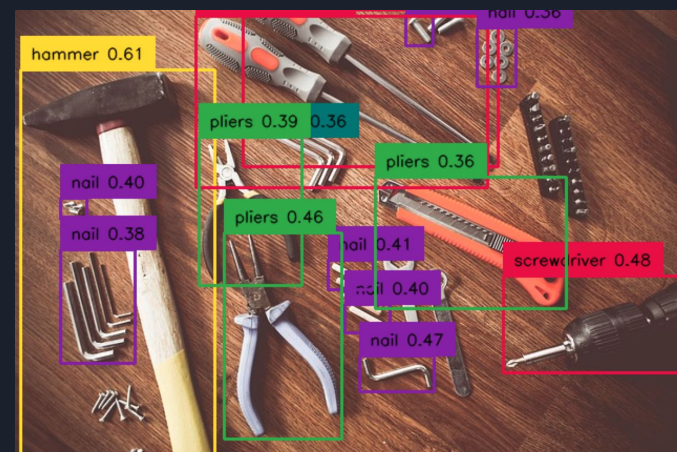 nail 0.36
hammer 0.61
pliers 0.39
0.36
pliers 0.36
nail 0.40
pliers 0.46
nail 0.38
nail 0.41
screwdriver 0.48
nail 0.40
nail 0.47